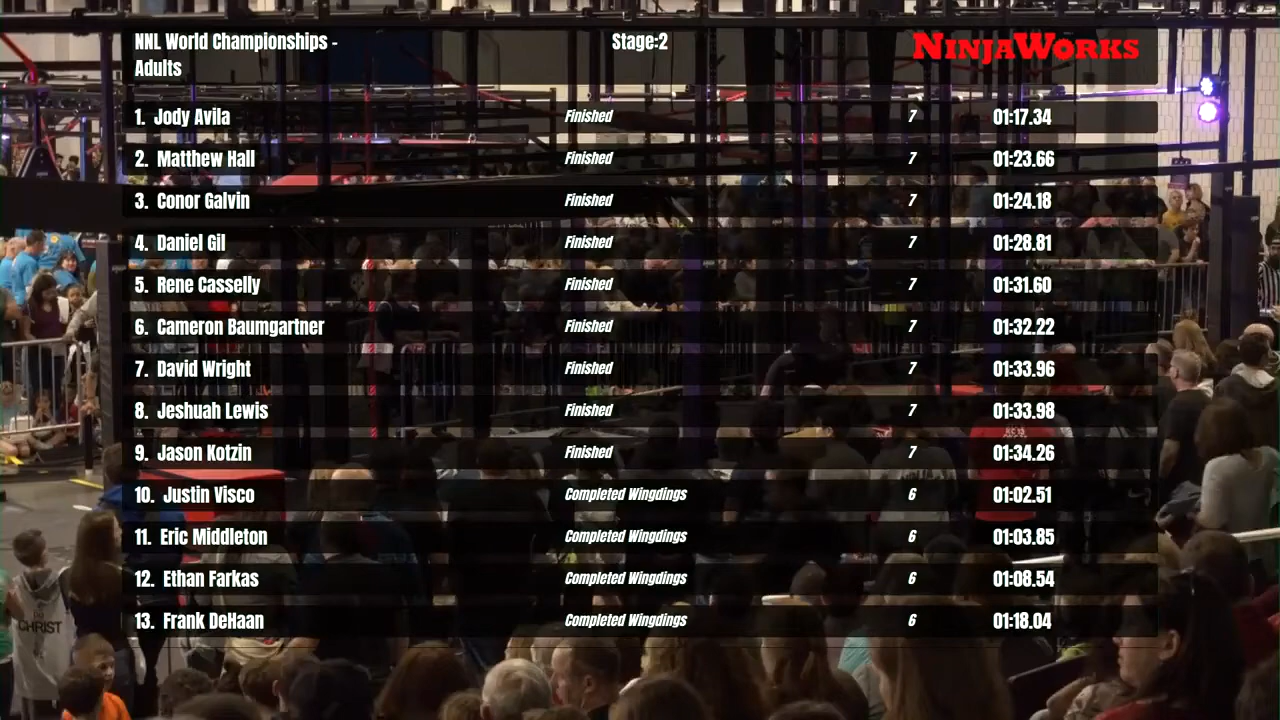 NNL World Championships -
Adults
Stage:2
NINJAWORKS
1. Jody Avila Finished 7 01:17.34
2. Matthew Hall Finished 7 01:23.66
3. Conor Galvin Finished 7 01:24.18
4. Daniel Gil Finished 7 01:28.81
5. Rene Casselly Finished 7 01:31.60
6. Cameron Baumgartner Finished 7 01:32.22
7. David Wright Finished 7 01:33.96
8. Jeshuah Lewis Finished 7 01:33.98
9. Jason Kotzin Finished 7 01:34.26
10. Justin Visco Completed Wingdings 6 01:02.51
11. Eric Middleton Completed Wingdings 6 01:03.85
12. Ethan Farkas Completed Wingdings 6 01:08.54
13. Frank DeHaan Completed Wingdings 6 01:18.04
CHRIST